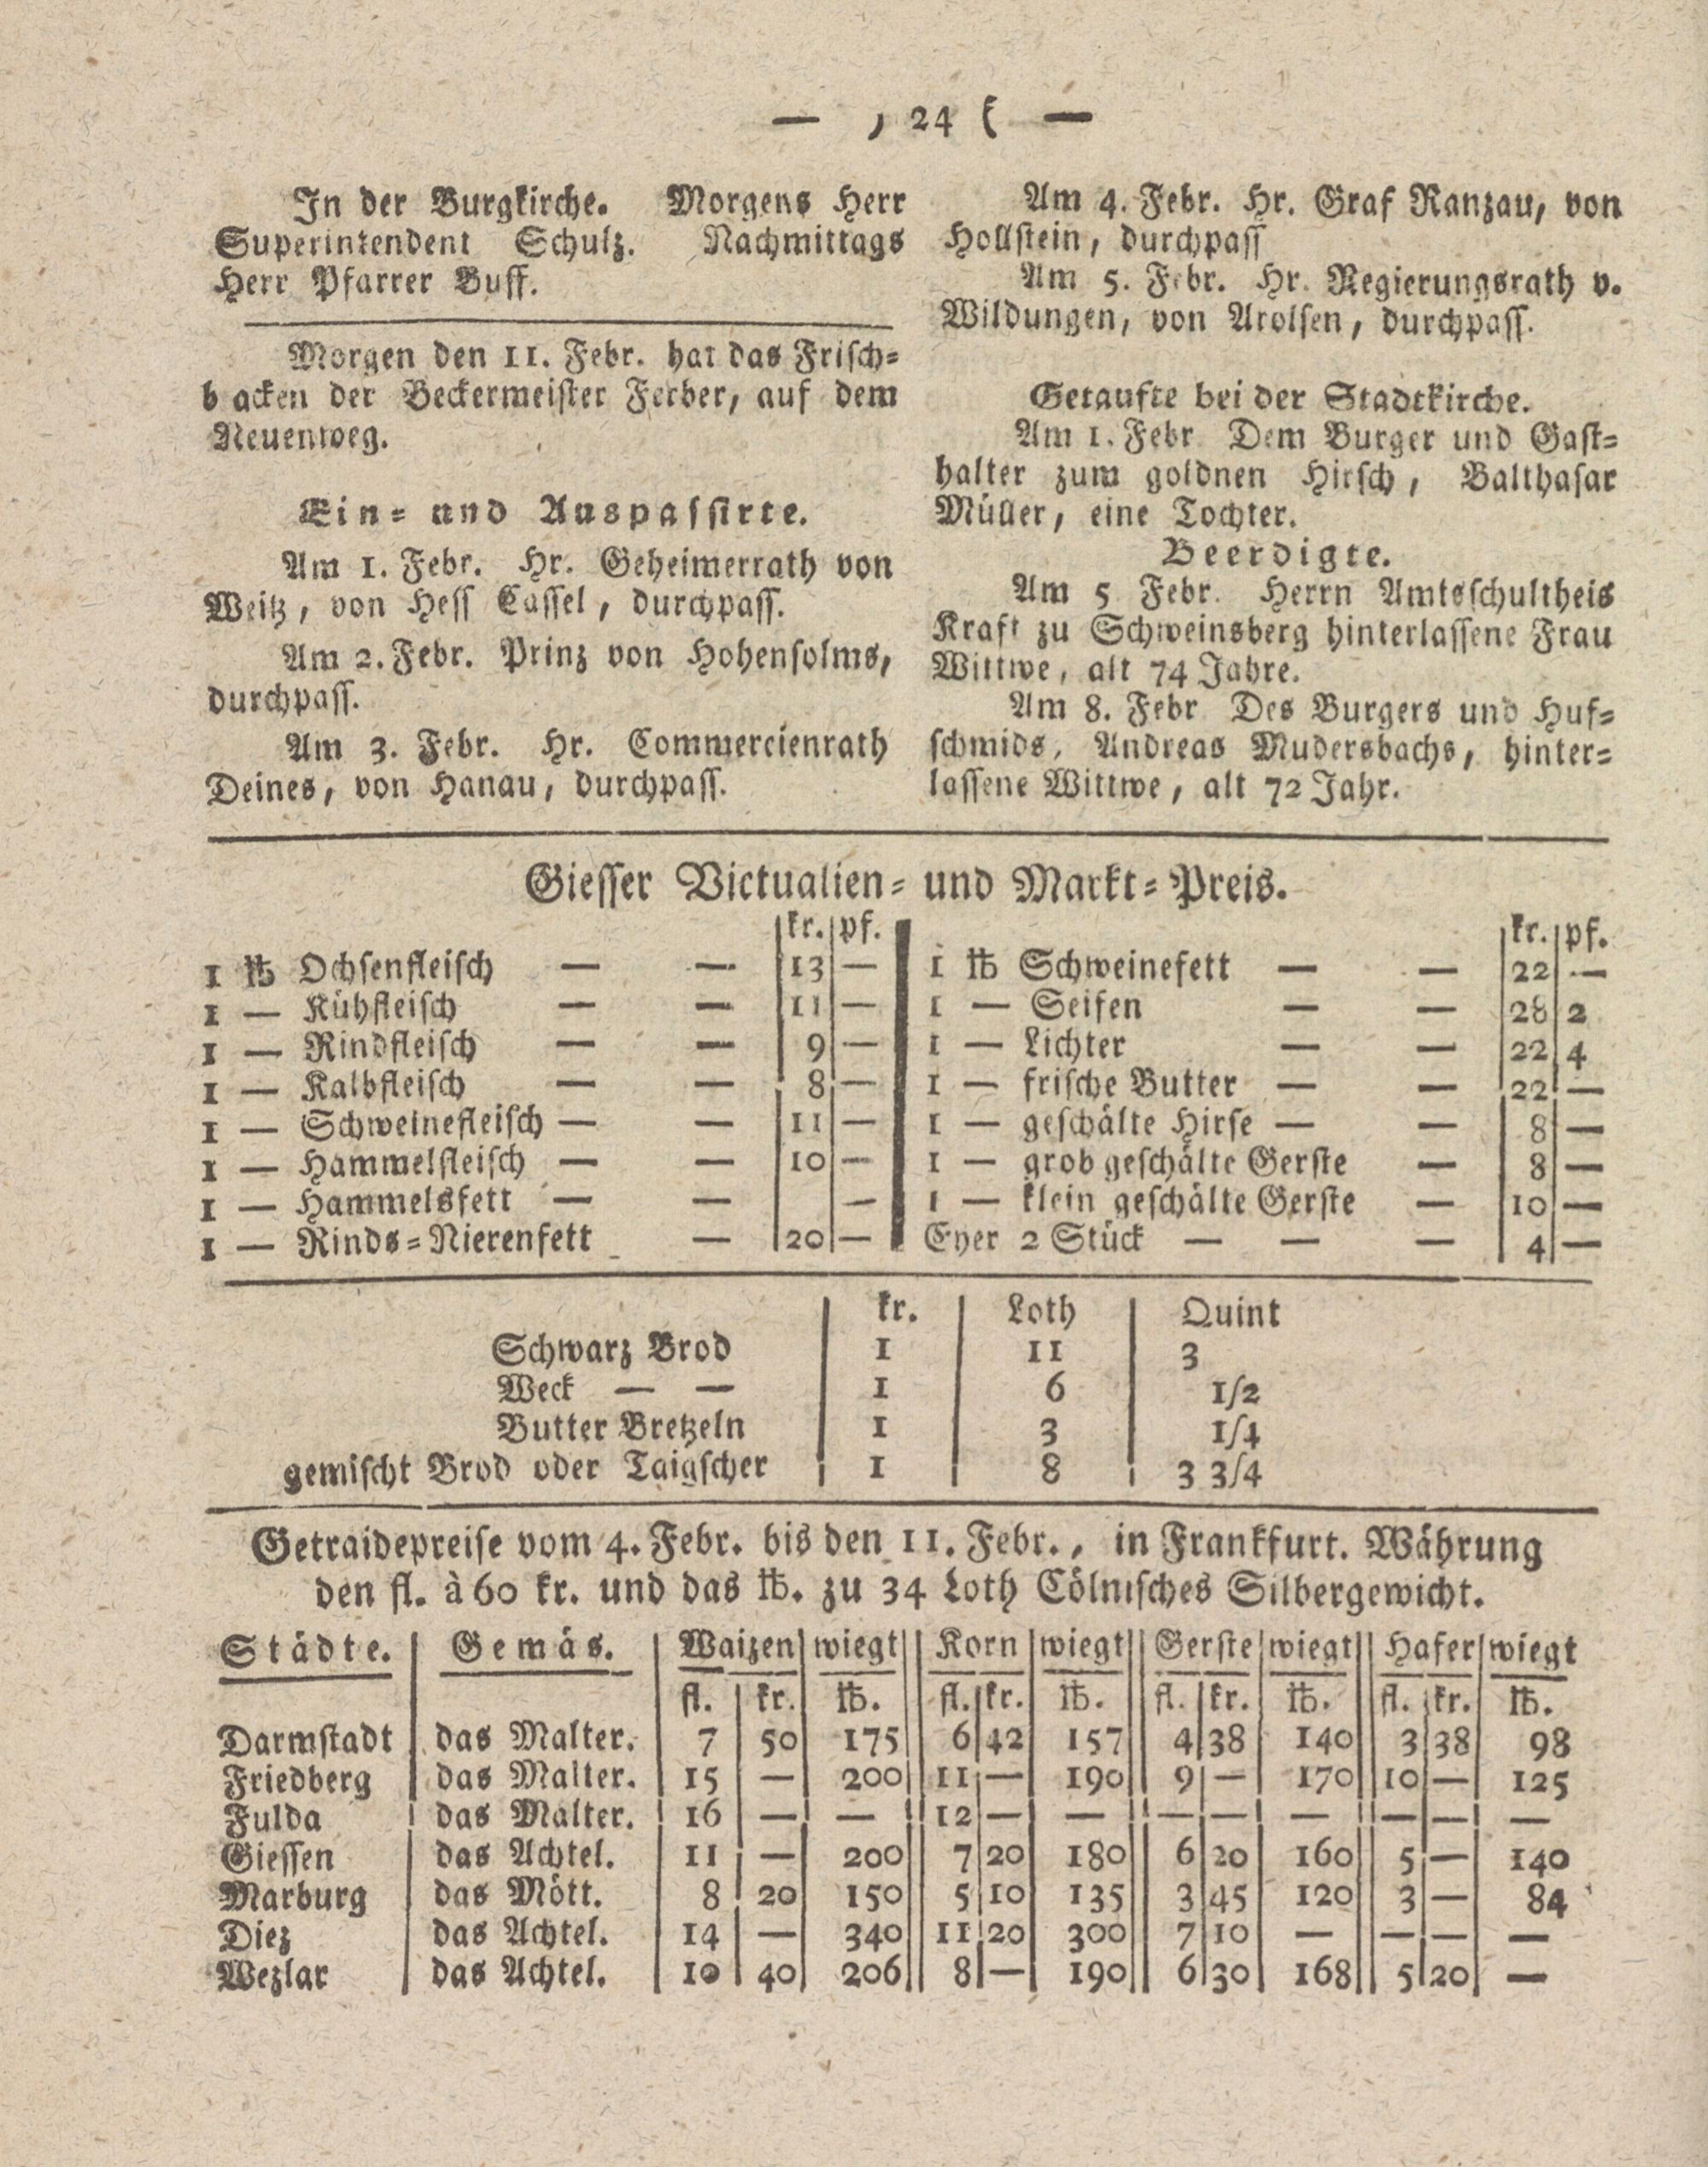 — ) 24 ( —
In der Burgkirche. Morgens Herr
Superintendent Schulz. Nachmittags
Herr Pfarrer Buff.
Morgen den 11. Febr. hat das Frisch-
backen der Beckermeister Ferber, auf dem
Neuenweg.
Ein- und Auspassirte.
Am 1. Febr. Hr. Geheimerrath von
Weitz, von Hess Cassel, durchpass.
Am 2. Febr. Prinz von Hohensolms,
durchpass.
Am 3. Febr. Hr. Commercienrath
Deines, von Hanau, durchpass.
Am 4. Febr. Hr. Graf Ranzau, von
Hollstein, durchpass
Am 5. Febr. Hr. Regierungsrath v.
Wildungen, von Arolsen, durchpass.
Getaufte bei der Stadtkirche.
Am 1. Febr Dem Burger und Gast-
halter zum goldnen Hirsch, Balthasar
Müller, eine Tochter.
Beerdigte.
Am 5 Febr. Herrn Amtsschultheis
Kraft zu Schweinsberg hinterlassene Frau
Wittwe, alt 74 Jahre.
Am 8. Febr Des Burgers und Huf-
schmids, Andreas Mudersbachs, hinter-
lassene Wittwe, alt 72 Jahr.
Giesser Victualien- und Markt-Preis.
kr. pf.
1 ℔ Ochsenfleisch — — 13 —
1 — Kühfleisch — — 11 —
1 — Rindfleisch — — 9 —
1 — Kalbfleisch — — 8 —
1 — Schweinefleisch — — 11 —
1 — Hammelfleisch — — 10 —
1 — Hammelsfett — — —
1 — Rinds-Nierenfett — 20 —
kr. pf.
1 ℔ Schweinefett — — 22 —
1 — Seifen — — 28 2
1 — Lichter — — 22 4
1 — frische Butter — — 22 —
1 — geschälte Hirse — — 8 —
1 — grob geschälte Gerste — 8 —
1 — klein geschälte Gerste — 10 —
Eyer 2 Stück — — — 4 —
kr. Loth Quint
Schwarz Brod 1 11 3
Weck — — 1 6 1/2
Butter Bretzeln 1 3 1/4
gemischt Brod oder Taigscher 1 8 3 3/4
Getraidepreise vom 4. Febr. bis den 11. Febr., in Frankfurt. Währung
den fl. à 60 kr. und das ℔. zu 34 Loth Cölnisches Silbergewicht.
Städte. Gemäs. Waizen wiegt Korn wiegt Gerste wiegt Hafer wiegt
fl. kr. ℔. fl. kr. ℔. fl. kr. ℔. fl. kr. ℔.
Darmstadt das Malter. 7 50 175 6 42 157 4 38 140 3 38 98
Friedberg das Malter. 15 — 200 11 — 190 9 — 170 10 — 125
Fulda das Malter. 16 — — 12 — — — — — — — —
Giessen das Achtel. 11 — 200 7 20 180 6 20 160 5 — 140
Marburg das Mött. 8 20 150 5 10 135 3 45 120 3 — 84
Diez das Achtel. 14 — 340 11 20 300 7 10 — — — —
Wezlar das Achtel. 10 40 206 8 — 190 6 30 168 5 20 —